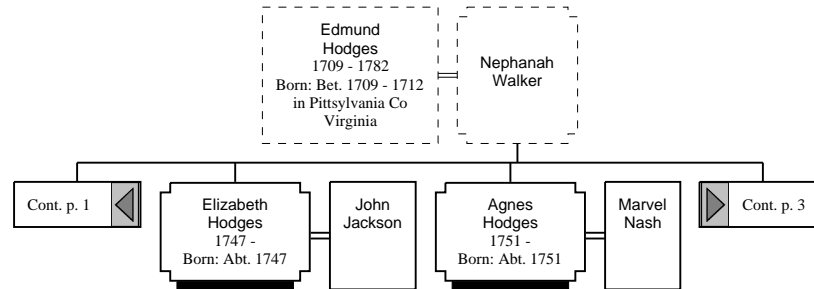 Edmund
Hodges
1709 - 1782
Born: Bet. 1709 - 1712
in Pittsylvania Co
Virginia
Nephanah
Walker
Cont. p. 1
Elizabeth
Hodges
1747 -
Born: Abt. 1747
John
Jackson
Agnes
Hodges
1751 -
Born: Abt. 1751
Marvel
Nash
Cont. p. 3